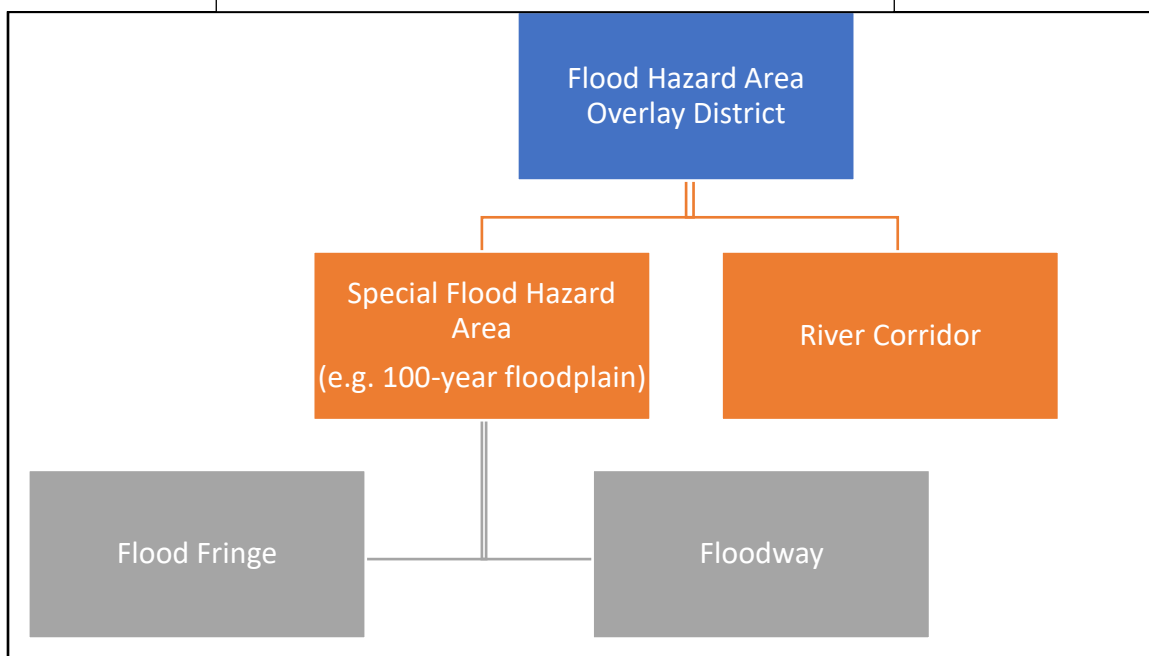 Flood Hazard Area
Overlay District
Special Flood Hazard
Area
(e.g. 100-year floodplain)
River Corridor
Flood Fringe
Floodway